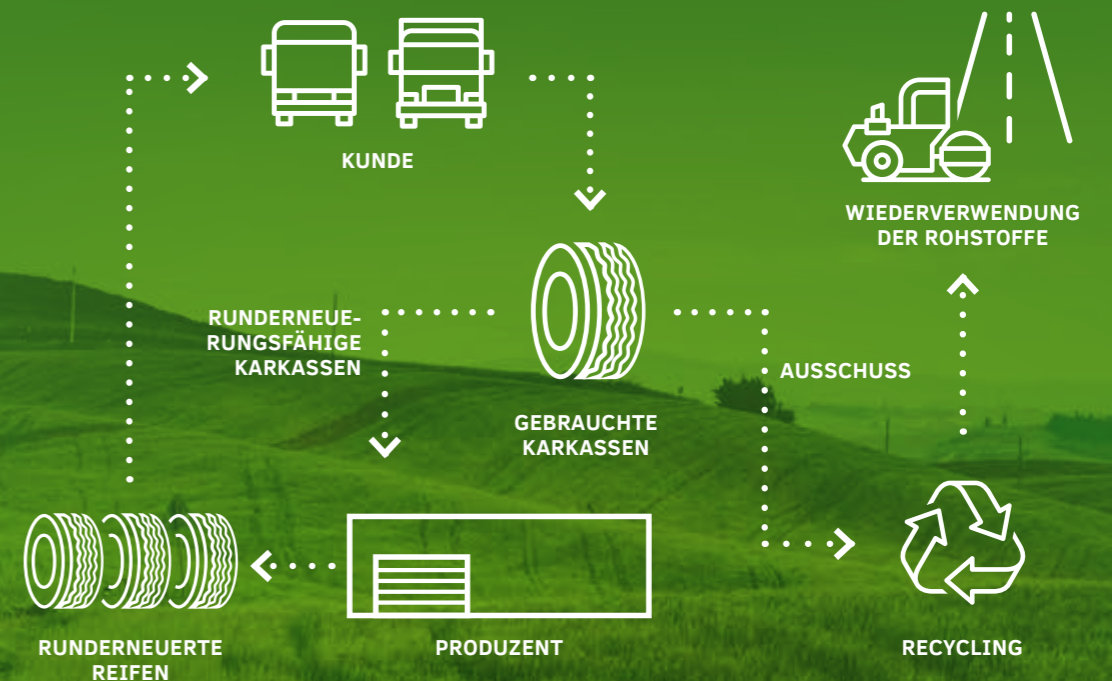 KUNDE
WIEDERVERWENDUNG
DER ROHSTOFFE
RUNDERNEUE-
RUNGSFÄHIGE
KARKASSEN
AUSSCHUSS
GEBRAUCHTE
KARKASSEN
RUNDERNEUERTE
REIFEN
PRODUZENT
RECYCLING